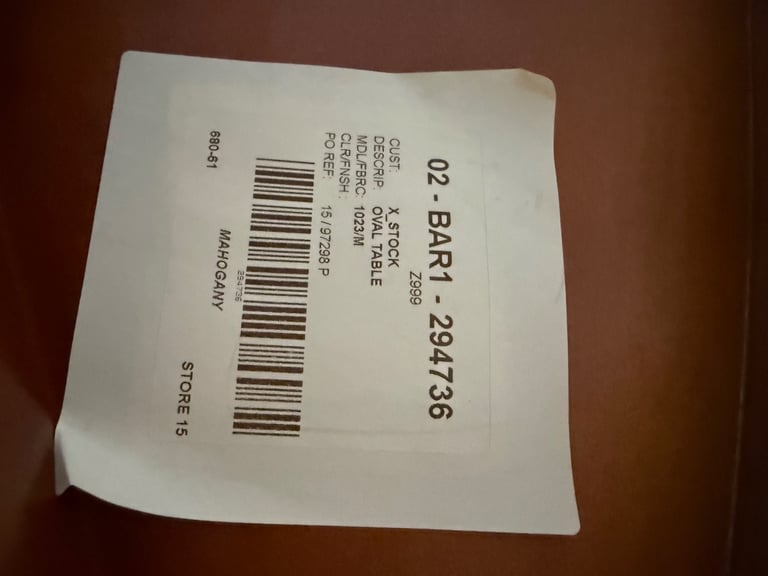 02 - BAR1 - 294736
Z999
CUST: X_STOCK
DESCRIP: OVAL TABLE
MDL/FBRC: 1023/M
CLR/FNSH :
PO REF: 15 / 97298 P
294736
MAHOGANY
680-61
STORE 15